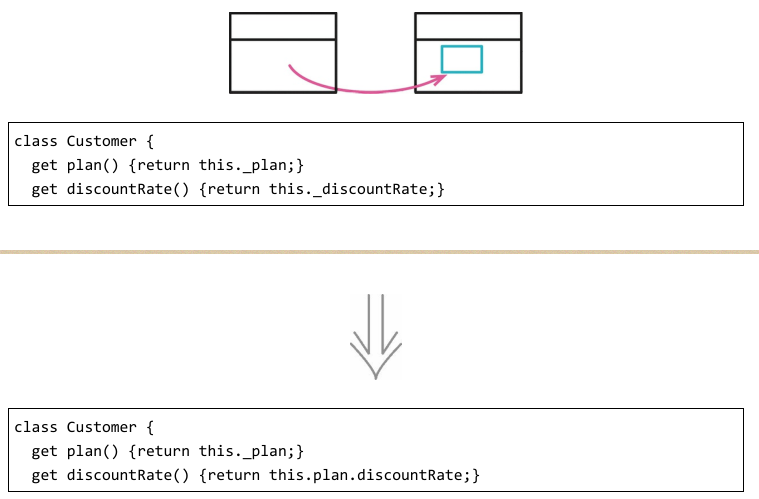 class Customer {
  get plan() {return this._plan;}
  get discountRate() {return this._discountRate;}
class Customer {
  get plan() {return this._plan;}
  get discountRate() {return this.plan.discountRate;}